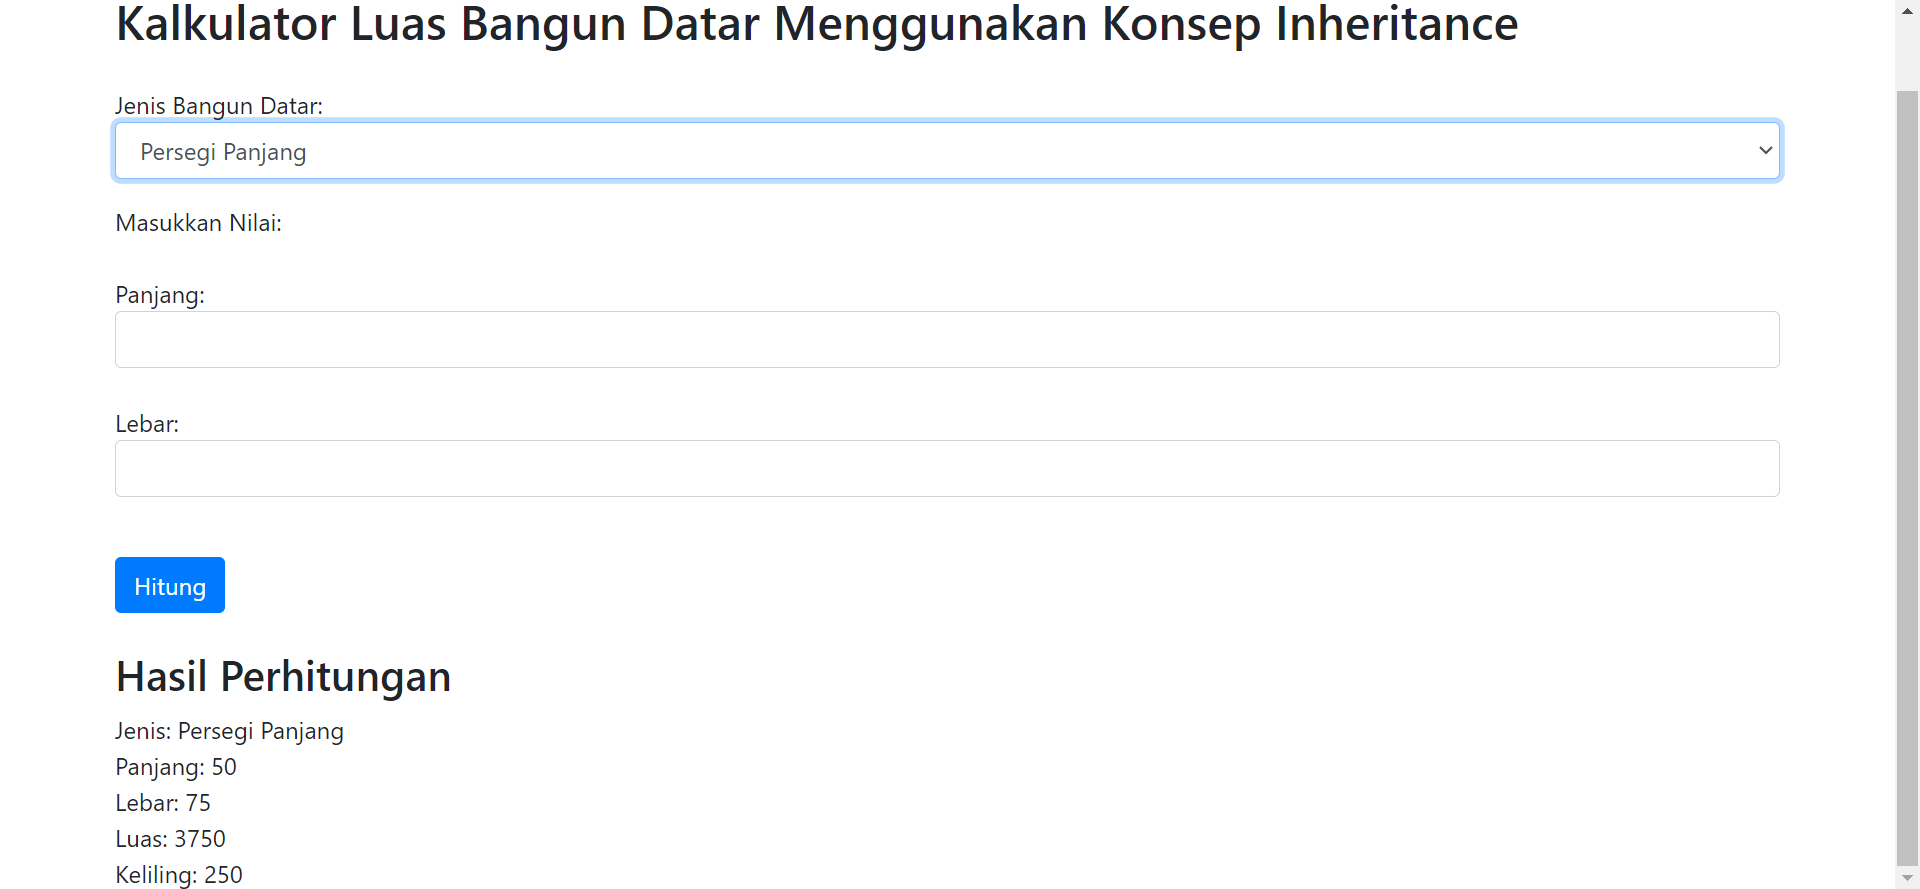 Kalkulator Luas Bangun Datar Menggunakan Konsep Inheritance
Jenis Bangun Datar:
Persegi Panjang
Masukkan Nilai:
Panjang:
Lebar:
Hitung
Hasil Perhitungan
Jenis: Persegi Panjang
Panjang: 50
Lebar: 75
Luas: 3750
Keliling: 250